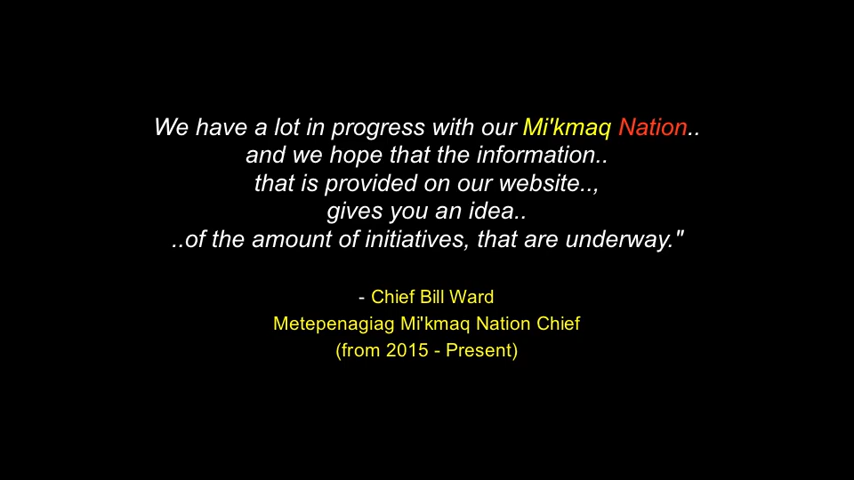 We have a lot in progress with our Mi'kmaq Nation..
and we hope that the information..
that is provided on our website..,
gives you an idea..
..of the amount of initiatives, that are underway."
- Chief Bill Ward
Metepenagiag Mi'kmaq Nation Chief
(from 2015 - Present)